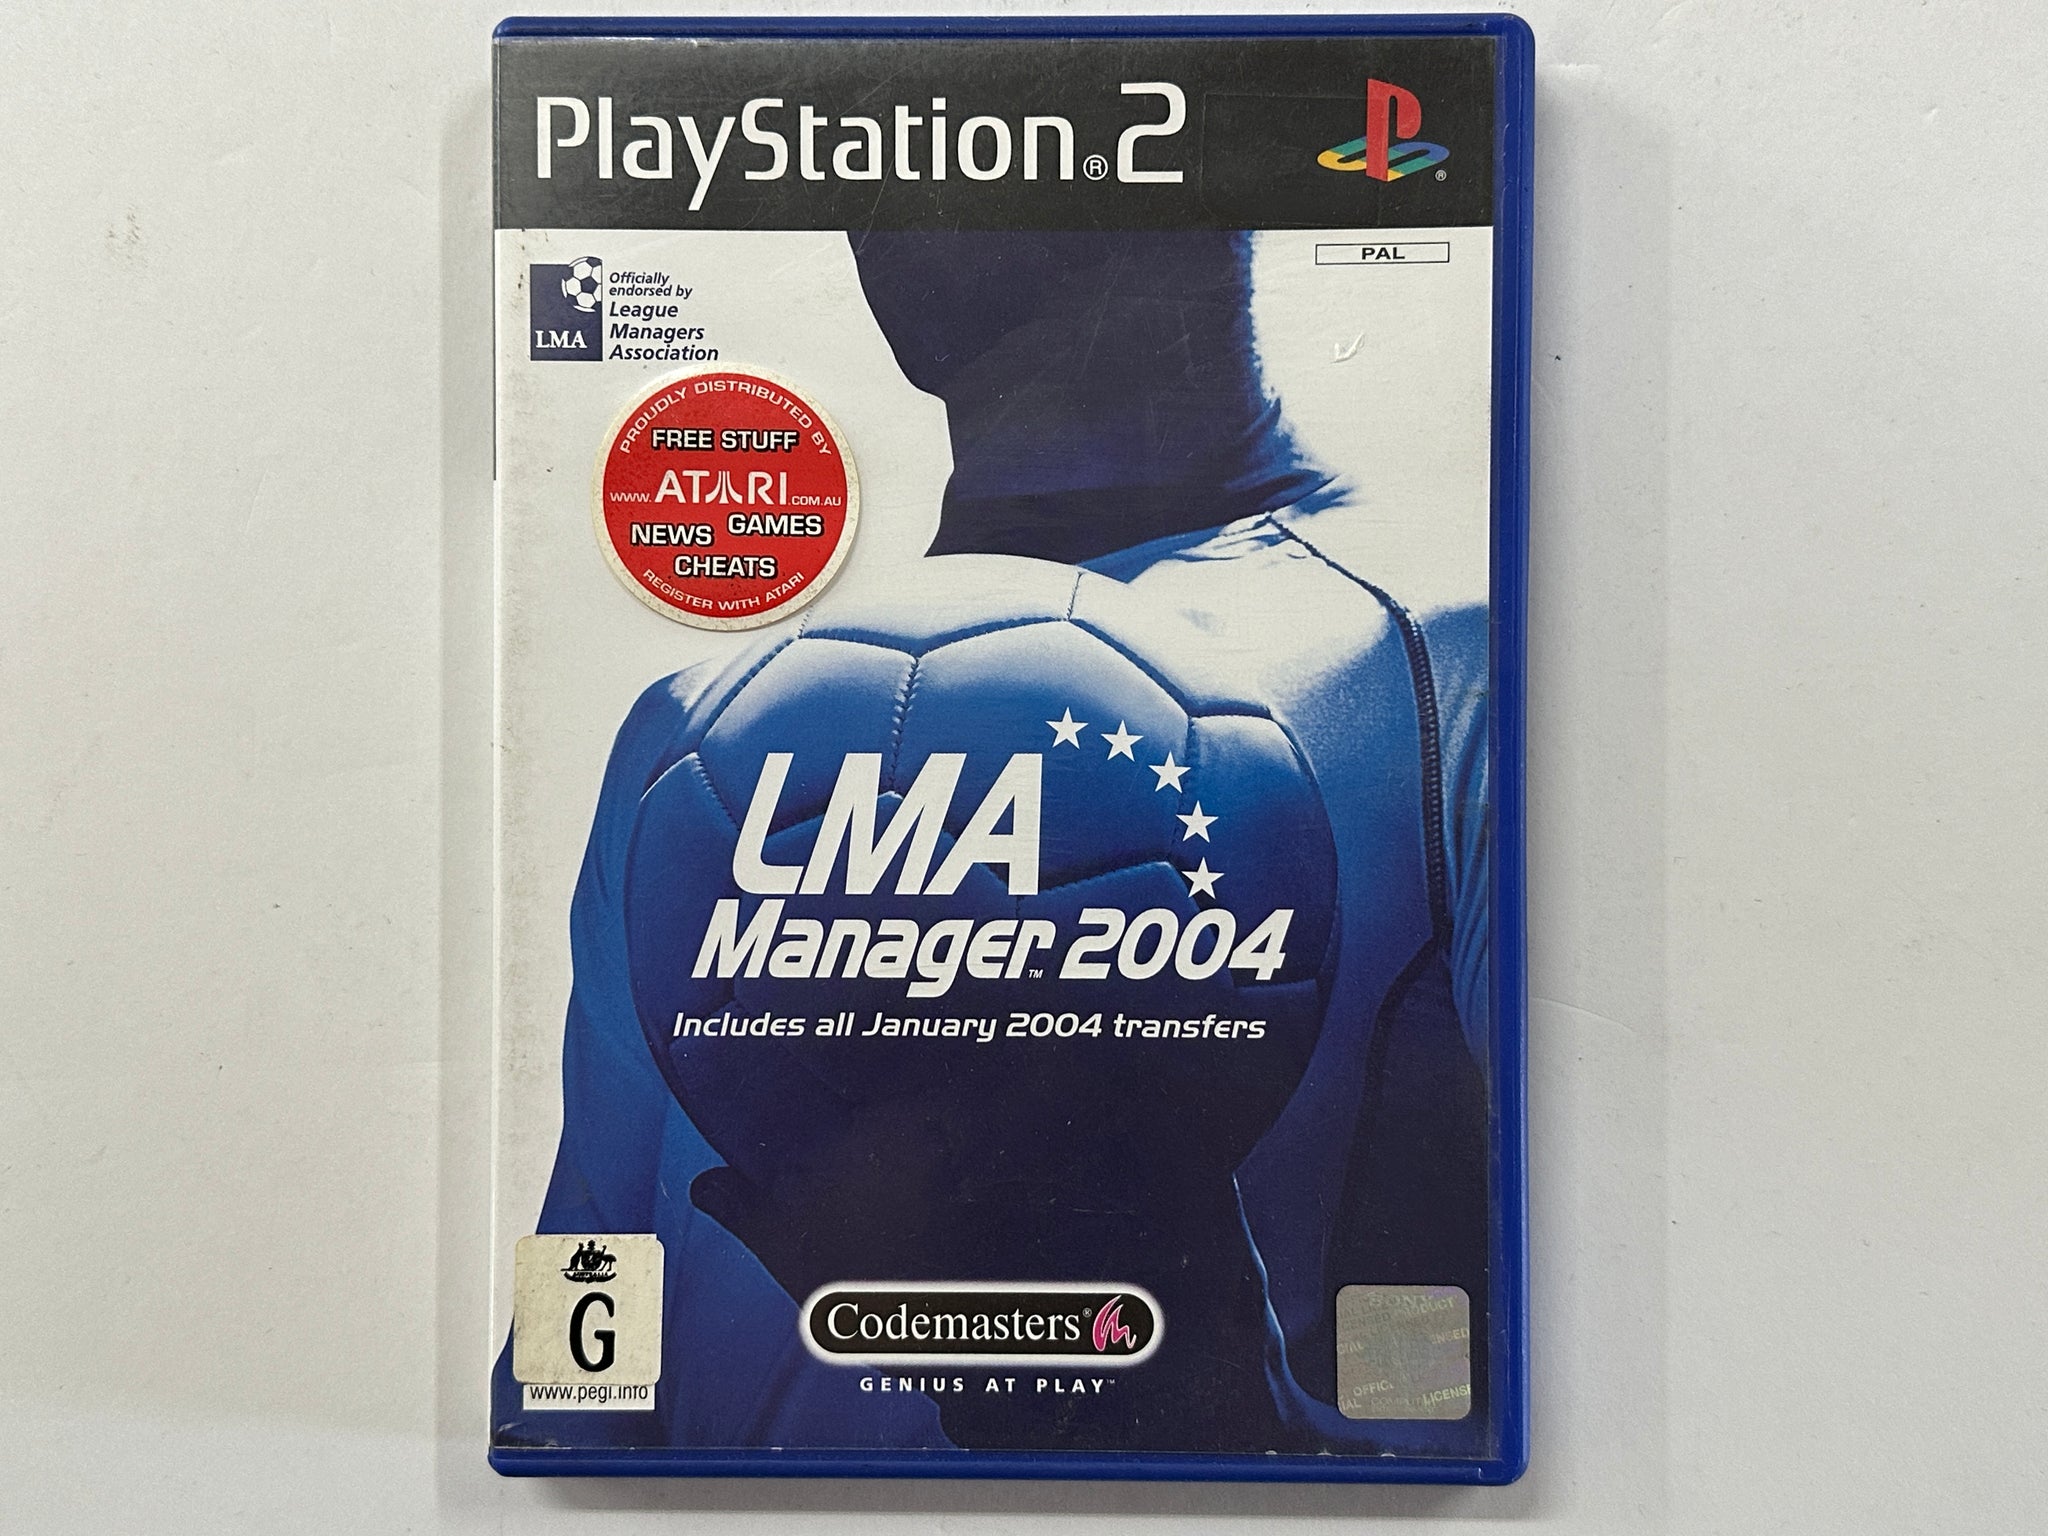 PlayStation®2
PAL
Officially
endorsed by
League
Managers
Association
LMA
PROUDLY DISTRIBUTED BY
FREE STUFF
WWW.ATARI.COM.AU
NEWS GAMES
CHEATS
REGISTER WITH ATARI
LMA
Manager™ 2004
Includes all January 2004 transfers
AUSTRALIA
G
www.pegi.info
Codemasters®
GENIUS AT PLAY™
SONY